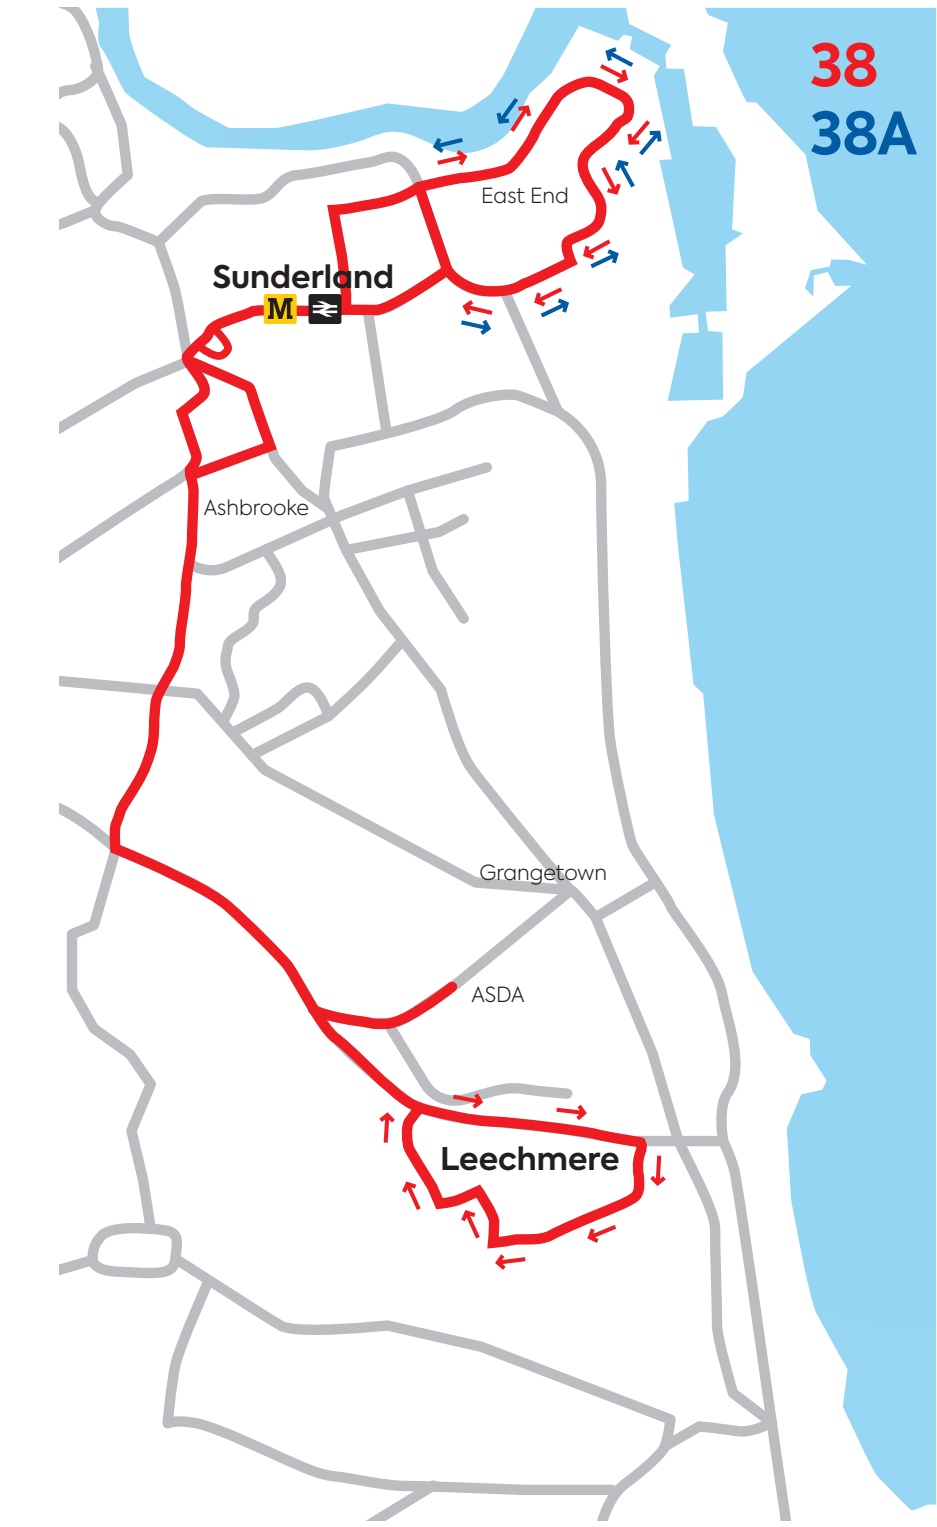 38
38A
East End
Sunderland
M
Ashbrooke
Grangetown
ASDA
Leechmere